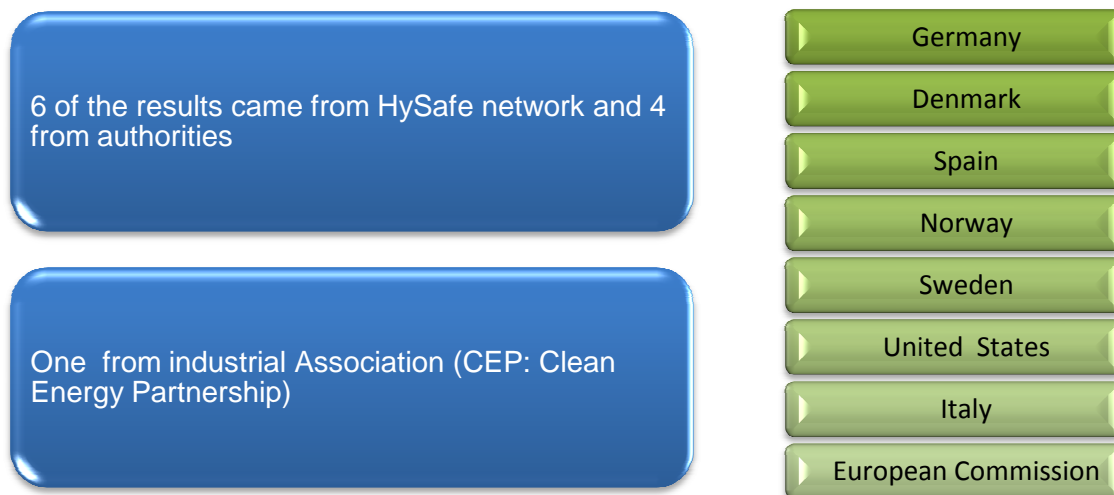 6 of the results came from HySafe network and 4
from authorities
One  from industrial Association (CEP: Clean
Energy Partnership)
Germany
Denmark
Spain
Norway
Sweden
United  States
Italy
European Commission